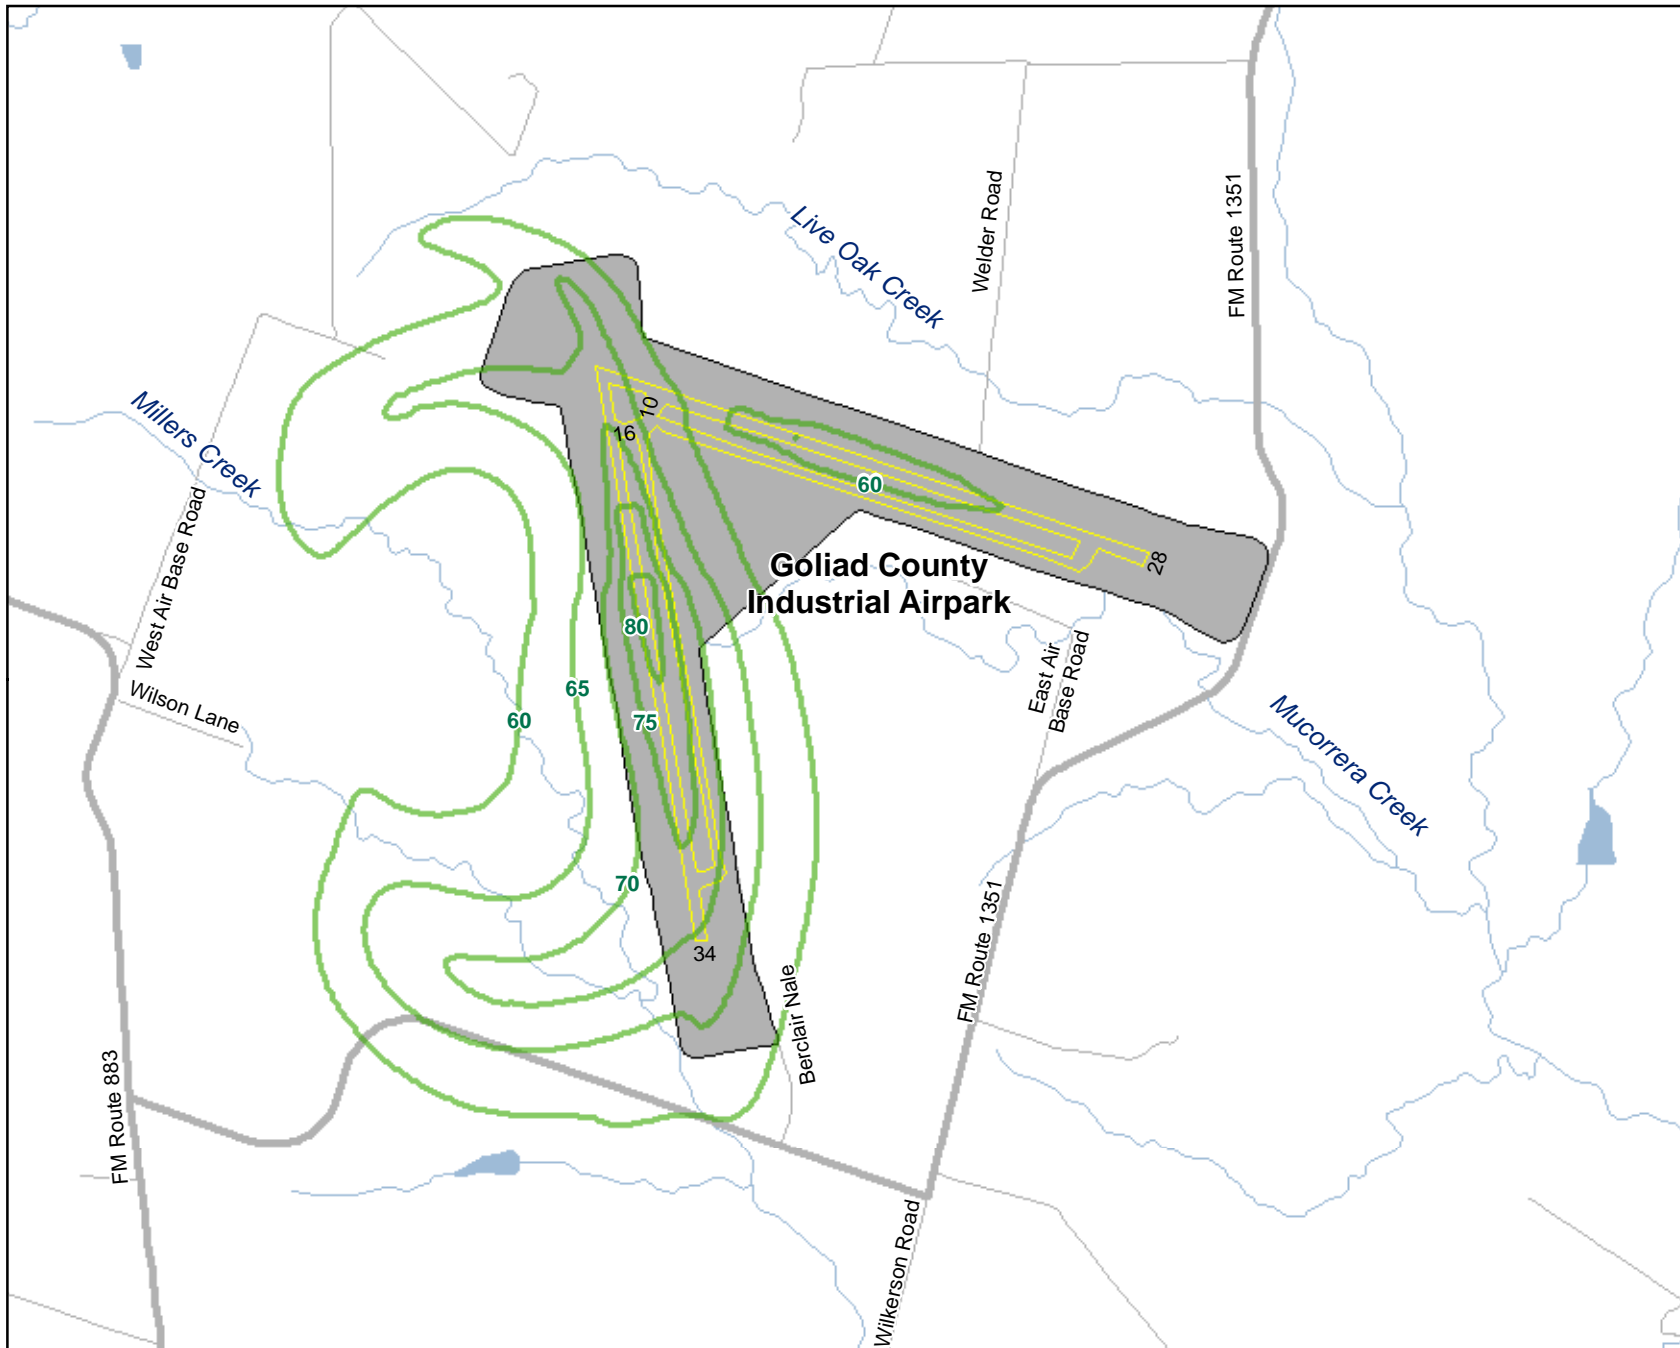 Live Oak Creek
Welder Road
FM Route 1351
Millers Creek
10
16
60
28
Goliad County
Industrial Airpark
West Air Base Road
80
East Air
Base Road
Wilson Lane
65
60
75
Mucorrera Creek
70
FM Route 1351
34
Berclair Nale
FM Route 883
Wilkerson Road